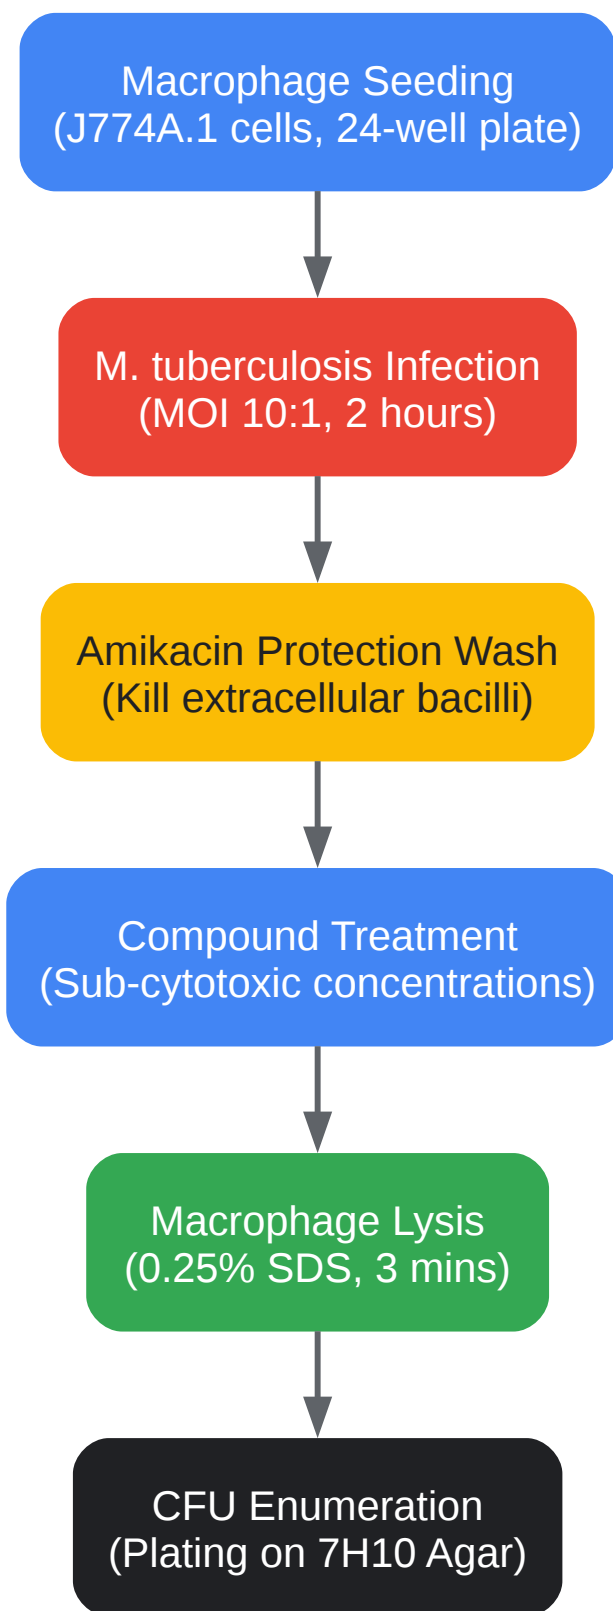 Macrophage Seeding
(J774A.1 cells, 24-well plate)
M. tuberculosis Infection
(MOI 10:1, 2 hours)
Amikacin Protection Wash
(Kill extracellular bacilli)
Compound Treatment
(Sub-cytotoxic concentrations)
Macrophage Lysis
(0.25% SDS, 3 mins)
CFU Enumeration
(Plating on 7H10 Agar)